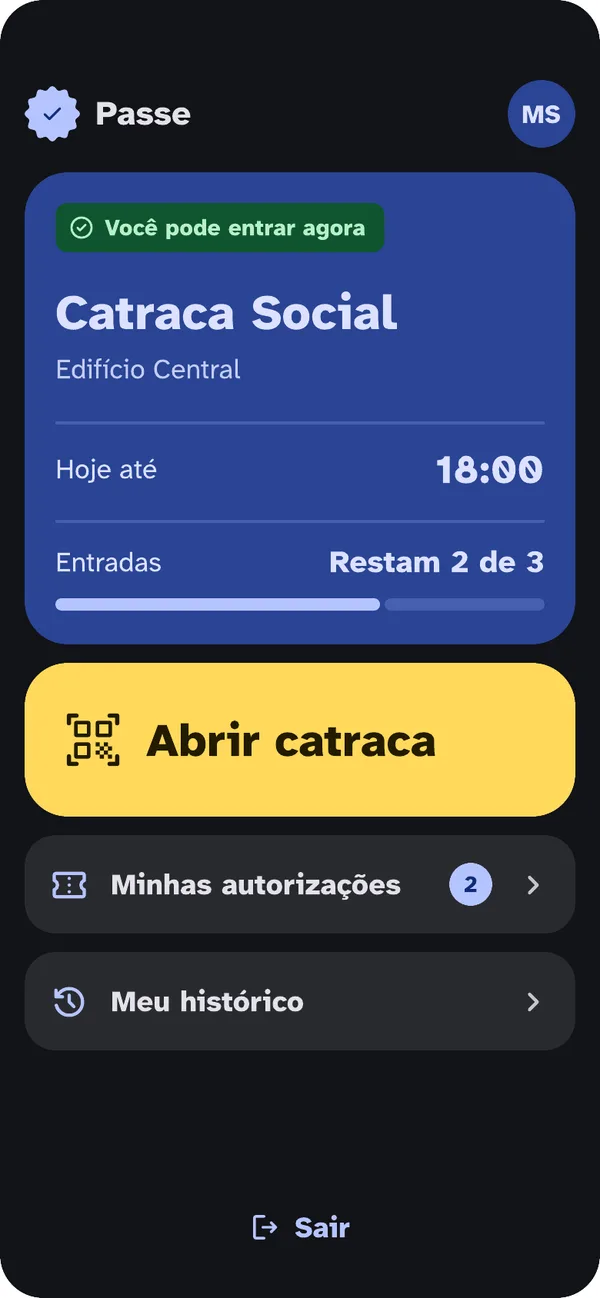 Passe
MS
Você pode entrar agora
Catraca Social
Edifício Central
Hoje até
18:00
Entradas
Restam 2 de 3
Abrir catraca
Minhas autorizações
2
Meu histórico
Sair